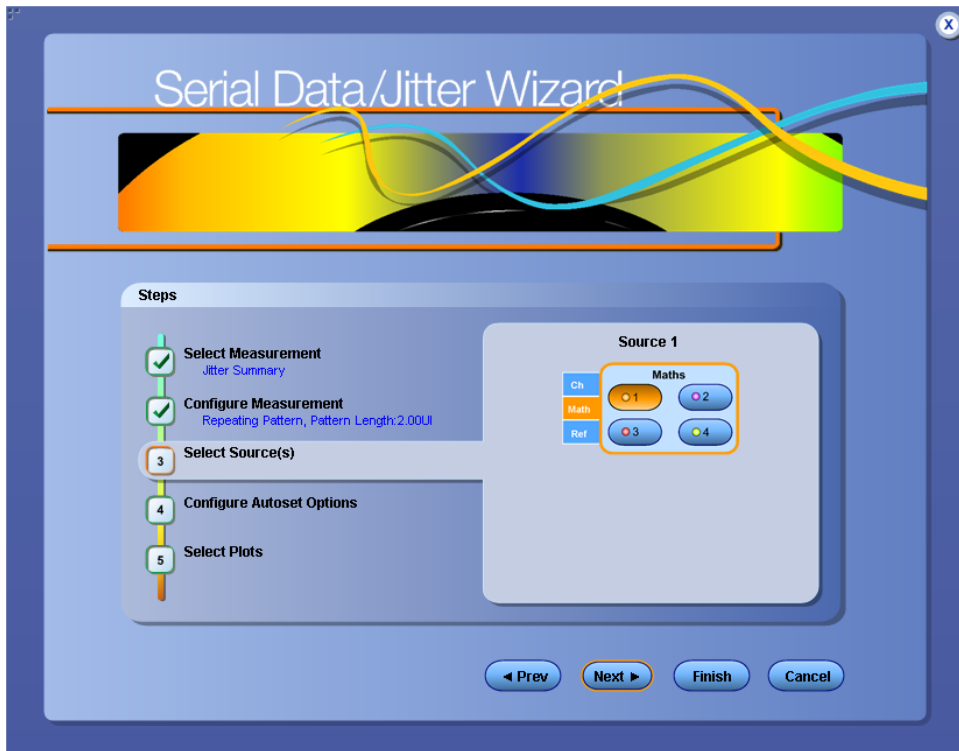 X
Serial Data/Jitter Wizard
Steps
Select Measurement
Jitter Summary
Configure Measurement
Repeating Pattern, Pattern Length:2.00UI
3
Select Source(s)
4
Configure Autoset Options
5
Select Plots
Source 1
Ch
Math
Ref
Maths
1
2
3
4
◄ Prev
Next ►
Finish
Cancel